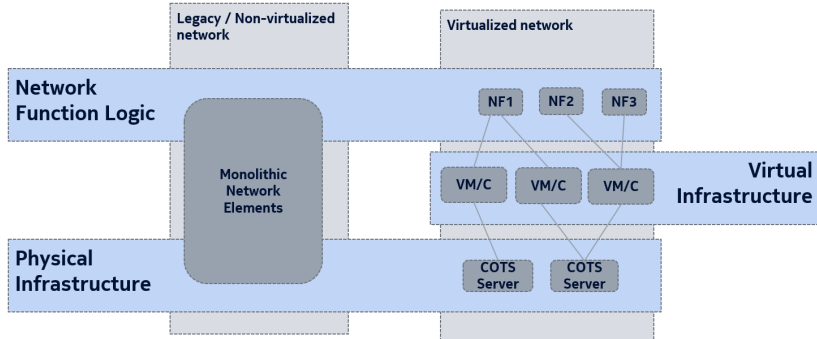 Legacy / Non-virtualized
network
Virtualized network
Network
Function Logic
NF1
NF2
NF3
Monolithic
Network
Elements
VM/C
VM/C
VM/C
Virtual
Infrastructure
Physical
Infrastructure
COTS
Server
COTS
Server